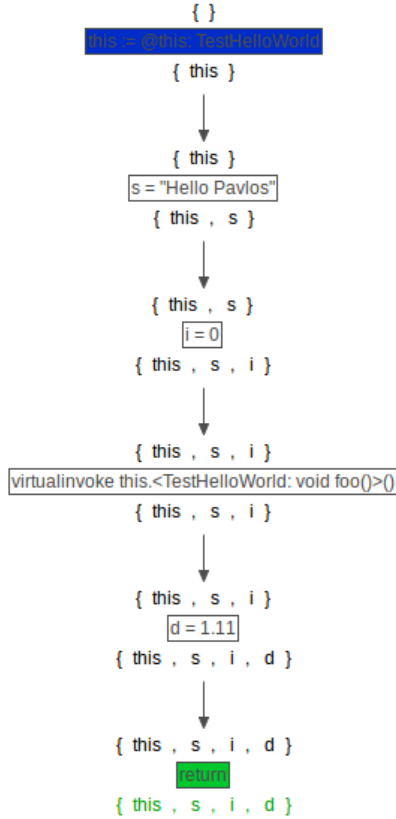 { }
this := @this: TestHelloWorld
{ this }
{ this }
s = "Hello Pavlos"
{ this , s }
{ this , s }
i = 0
{ this , s , i }
{ this , s , i }
virtualinvoke this.<TestHelloWorld: void foo()>()
{ this , s , i }
{ this , s , i }
d = 1.11
{ this , s , i , d }
{ this , s , i , d }
return
{ this , s , i , d }